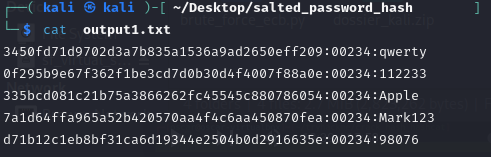 (kali㉿kali)-[~/Desktop/salted_password_hash]
$ cat output1.txt
3450fd71d9702d3a7b835a1536a9ad2650eff209:00234:qwerty
0f295b9e67f362f1be3cd7d0b30d4f4007f88a0e:00234:112233
335bcd081c21b75a3866262fc45545c880786054:00234:Apple
7a1d64ffa965a52b420570aa4f4c6aa450870fea:00234:Mark123
d71b12c1eb8bf31ca6d19344e2504b0d2916635e:00234:98076